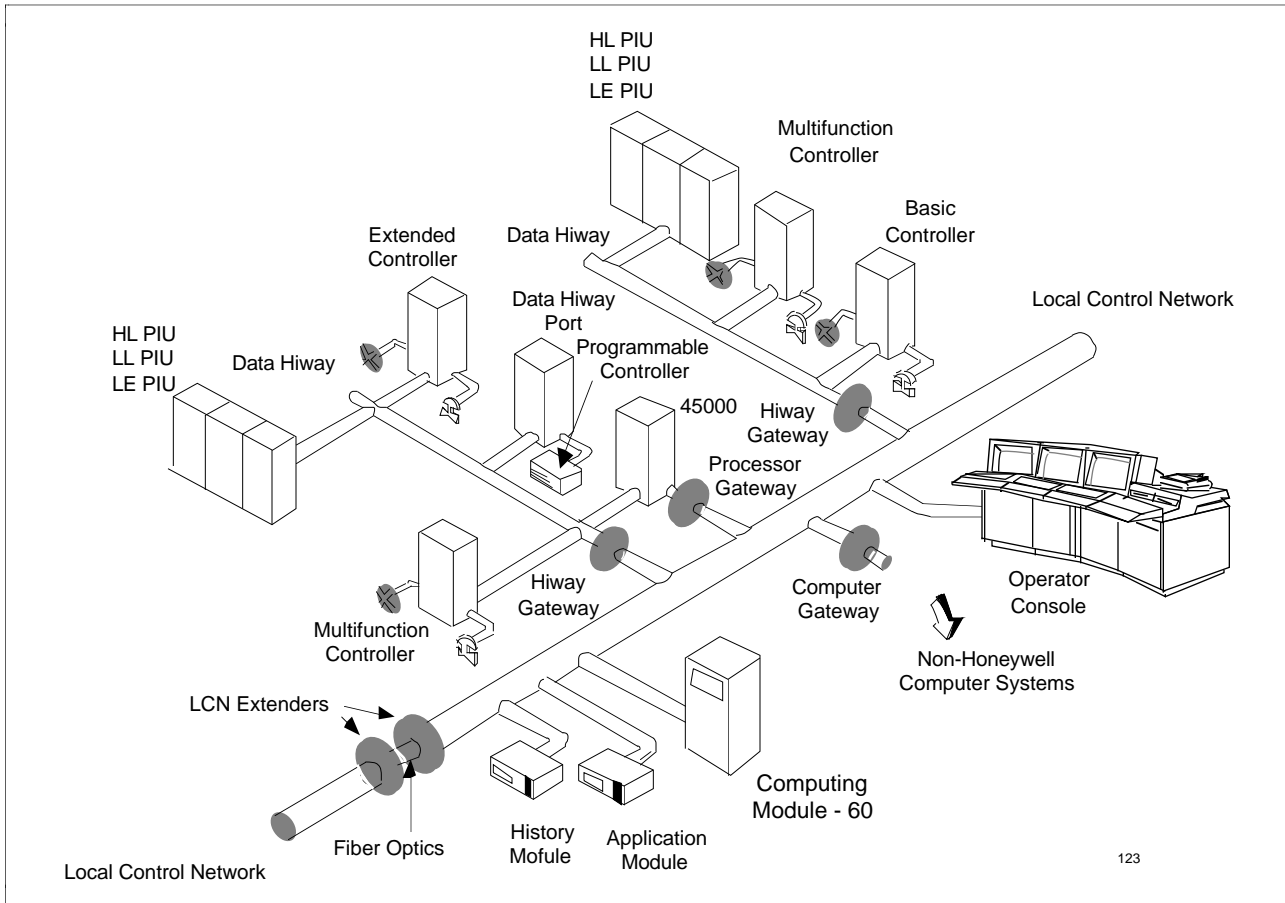 HL PIU
LL PIU
LE PIU
Multifunction
Controller
Basic
Controller
Data Hiway
Extended
Controller
Data Hiway
Port
Local Control Network
HL PIU
LL PIU
LE PIU
Data Hiway
Programmable
Controller
45000
Hiway
Gateway
Processor
Gateway
Hiway
Gateway
Computer
Gateway
Operator
Console
Multifunction
Controller
Non-Honeywell
Computer Systems
LCN Extenders
Computing
Module - 60
Fiber Optics
History
Mofule
Application
Module
123
Local Control Network